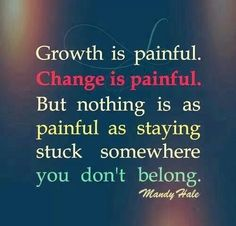 Growth is painful.
Change is painful.
But nothing is as
painful as staying
stuck somewhere
you don't belong.
Mandy Hale